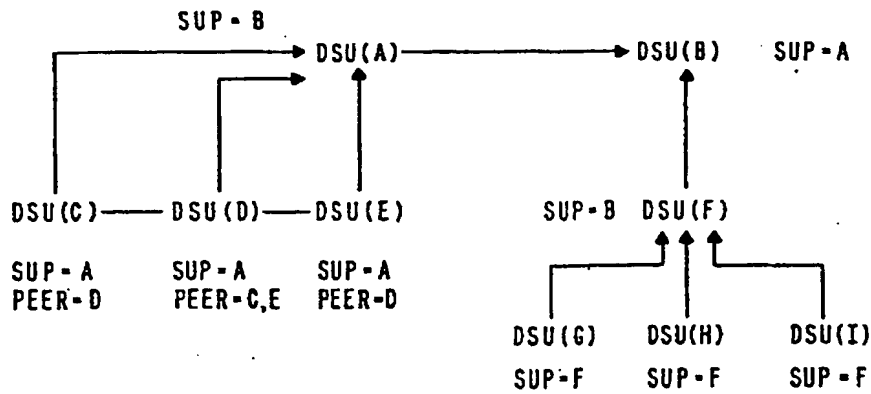 SUP=B
DSU(A) DSU(B) SUP=A
DSU(C) DSU(D) DSU(E) SUP=B DSU(F)
SUP=A SUP=A SUP=A
PEER=D PEER=C,E PEER=D
DSU(G) DSU(H) DSU(I)
SUP=F SUP=F SUP=F